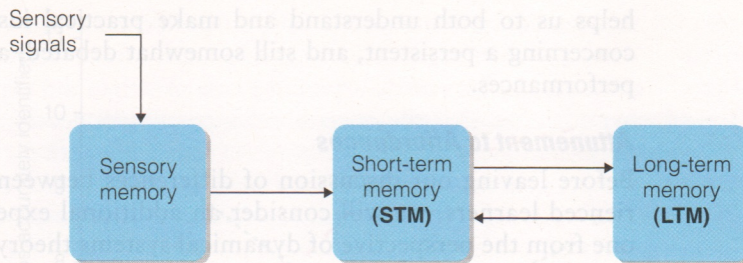 Sensory
signals
Sensory
memory
Short-term
memory
(STM)
Long-term
memory
(LTM)